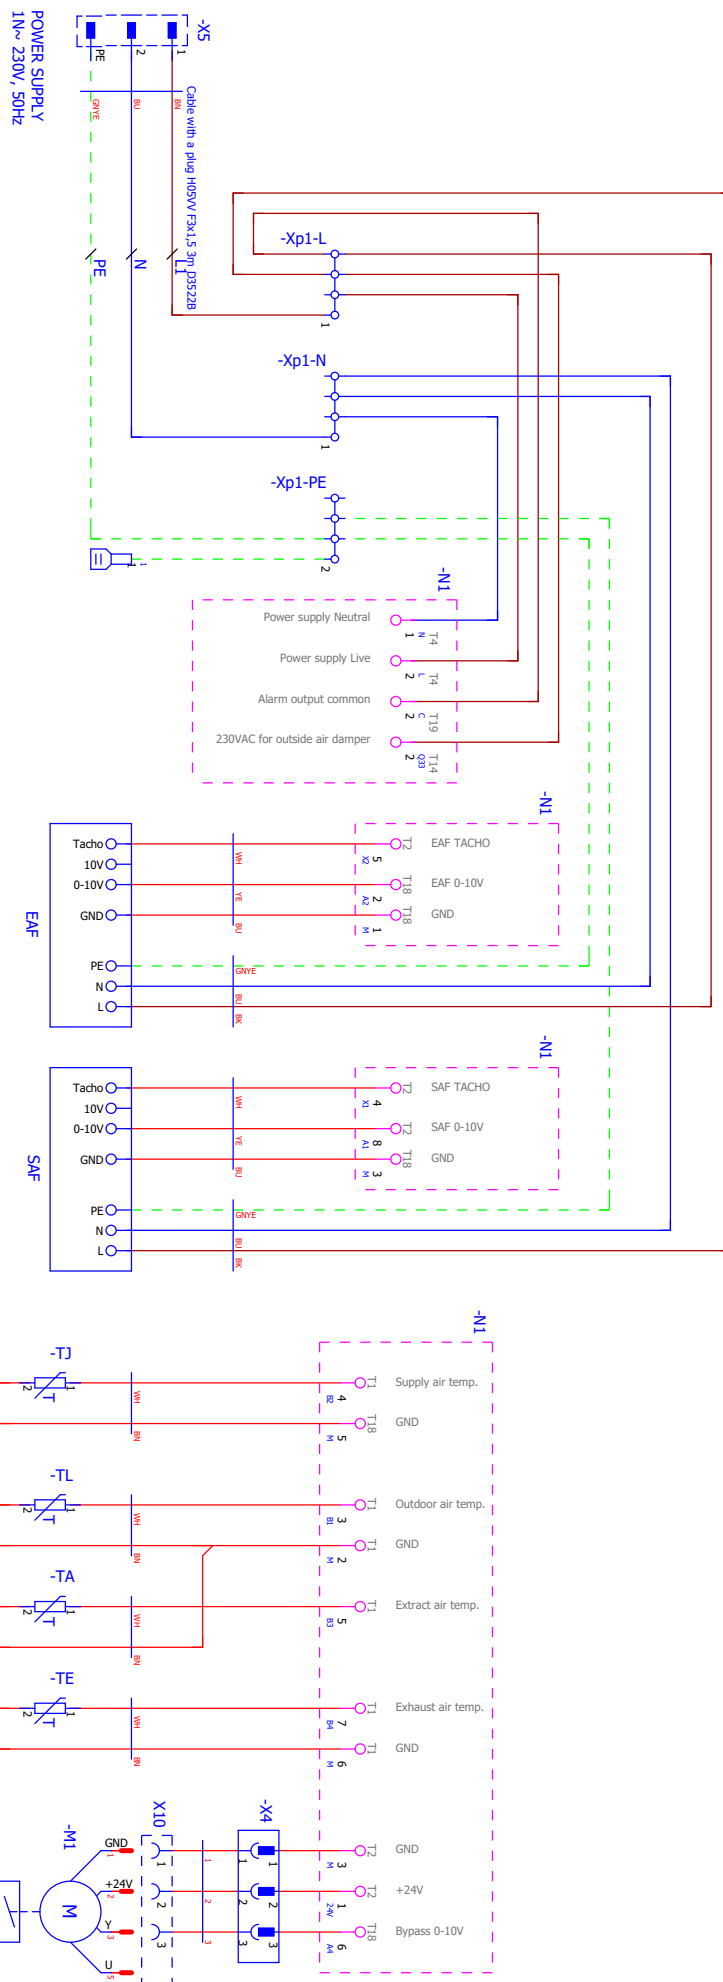 POWER SUPPLY
1N~ 230V, 50Hz
-X5
1
2
PE
BN
BU
GNYE
Cable with a plug H05VV F3x1,5 3m D3522B
L1
N
PE
-Xp1-L
1
-Xp1-N
1
-Xp1-PE
2
1
1
-N1
Power supply Neutral
1 N T4
Power supply Live
2 L T4
Alarm output common
2 C T19
230VAC for outside air damper
2 Q33 T14
-N1
Tacho
WH
X2 5 T2
EAF TACHO
10V
0-10V
YE
A2 2 T18
EAF 0-10V
GND
BU
M 1 T18
GND
EAF
PE
GNYE
N
BU
L
BK
-N1
Tacho
WH
X1 4 T2
SAF TACHO
10V
0-10V
YE
A1 8 T2
SAF 0-10V
GND
BU
M 3 T18
GND
SAF
PE
GNYE
N
BU
L
BK
-N1
-TJ
2 T 1
WH
B2 4 T1
Supply air temp.
BN
M 5 T18
GND
-TL
2 T 1
WH
B1 3 T1
Outdoor air temp.
BN
M 2 T1
GND
-TA
2 T 1
WH
B3 5 T1
Extract air temp.
BN
-TE
2 T 1
WH
B4 7 T1
Exhaust air temp.
BN
M 6 T1
GND
-M1
X10
-X4
GND
1 1 1 1 1
M 3 T2
GND
+24V
2 2 2 2 2
24V 1 T2
+24V
M
Y
3 3 3 3 3
A4 6 T18
Bypass 0-10V
U
5